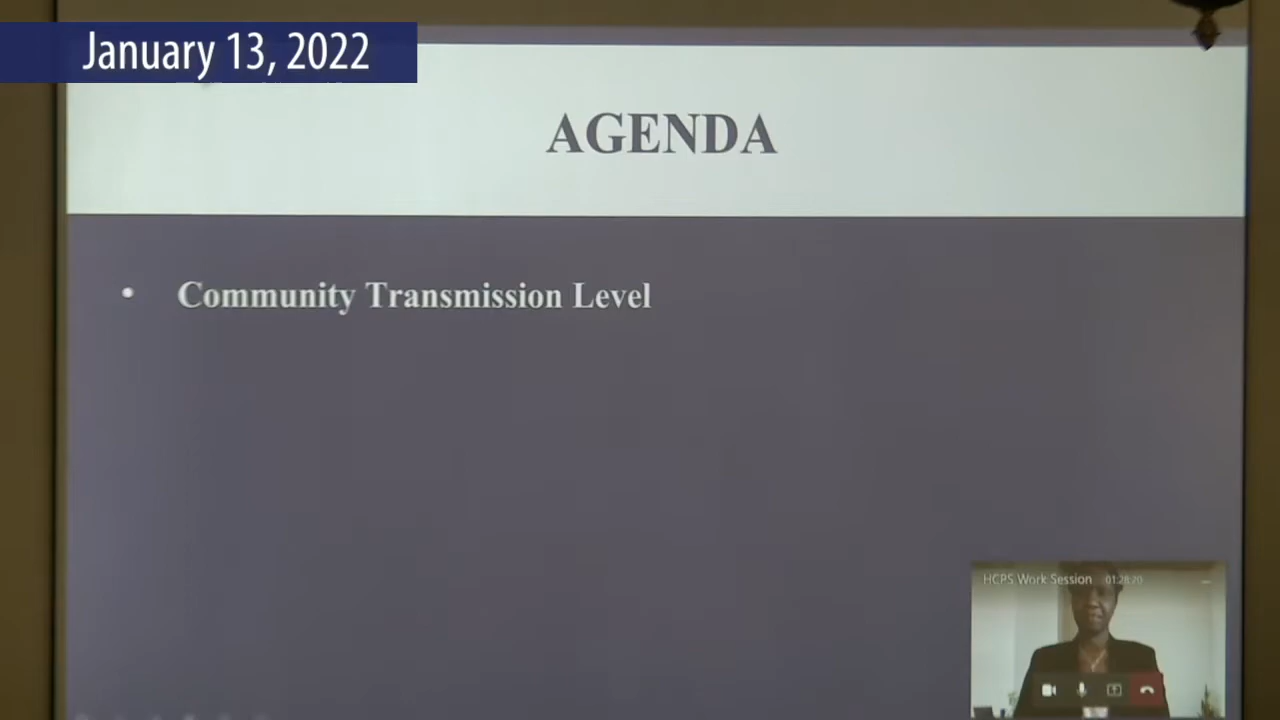 January 13, 2022
AGENDA
• Community Transmission Level
HCPS Work Session 01:28:20